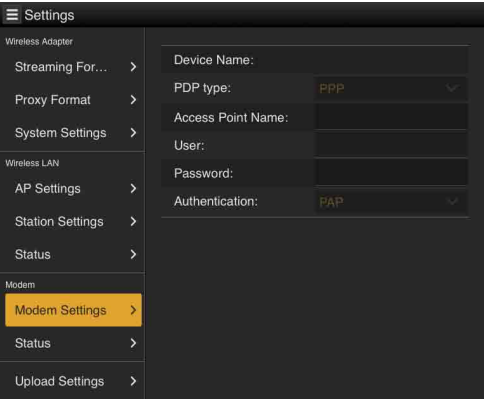 Settings
Wireless Adapter
Streaming For...
Proxy Format
System Settings
Wireless LAN
AP Settings
Station Settings
Status
Modem
Modem Settings
Status
Upload Settings
Device Name:
PDP type: PPP
Access Point Name:
User:
Password:
Authentication: PAP